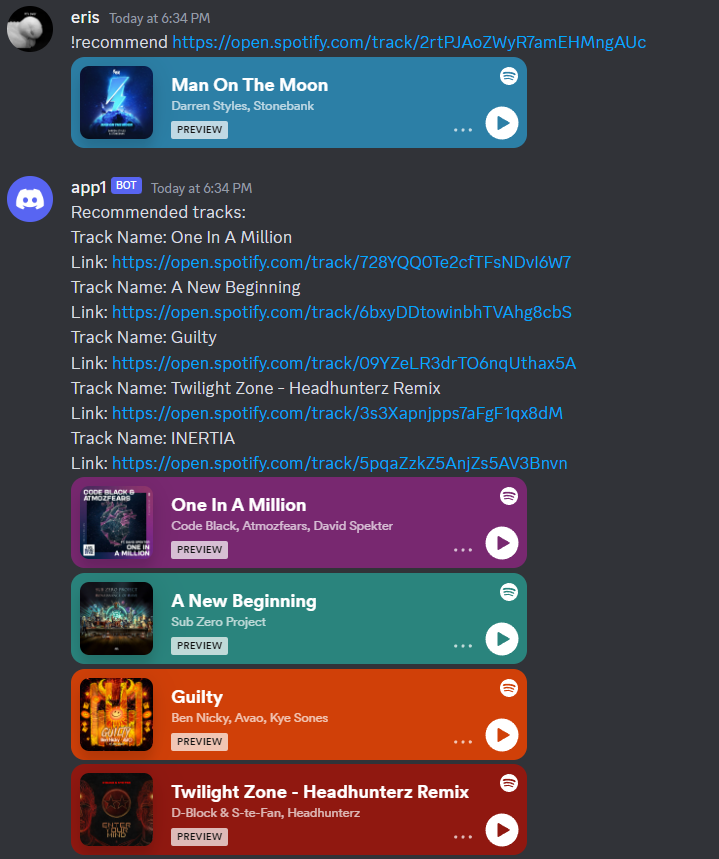 eris Today at 6:34 PM
!recommend https://open.spotify.com/track/2rtPJAoZWyR7amEHMngAUc
Man On The Moon
Darren Styles, Stonebank
PREVIEW
app1 BOT Today at 6:34 PM
Recommended tracks:
Track Name: One In A Million
Link: https://open.spotify.com/track/728YQQ0Te2cfTFsNDvI6W7
Track Name: A New Beginning
Link: https://open.spotify.com/track/6bxyDDtowinbhTVAhg8cbS
Track Name: Guilty
Link: https://open.spotify.com/track/09YZeLR3drTO6nqUthax5A
Track Name: Twilight Zone - Headhunterz Remix
Link: https://open.spotify.com/track/3s3Xapnjpps7aFgF1qx8dM
Track Name: INERTIA
Link: https://open.spotify.com/track/5pqaZzkZ5AnjZs5AV3Bnvn
CODE BLACK &
ATMOZFEARS
ONE IN
A MILLION
One In A Million
Code Black, Atmozfears, David Spekter
PREVIEW
A New Beginning
Sub Zero Project
PREVIEW
GUILTY
Guilty
Ben Nicky, Avao, Kye Sones
PREVIEW
ENTER
YOUR
MIND
Twilight Zone - Headhunterz Remix
D-Block & S-te-Fan, Headhunterz
PREVIEW